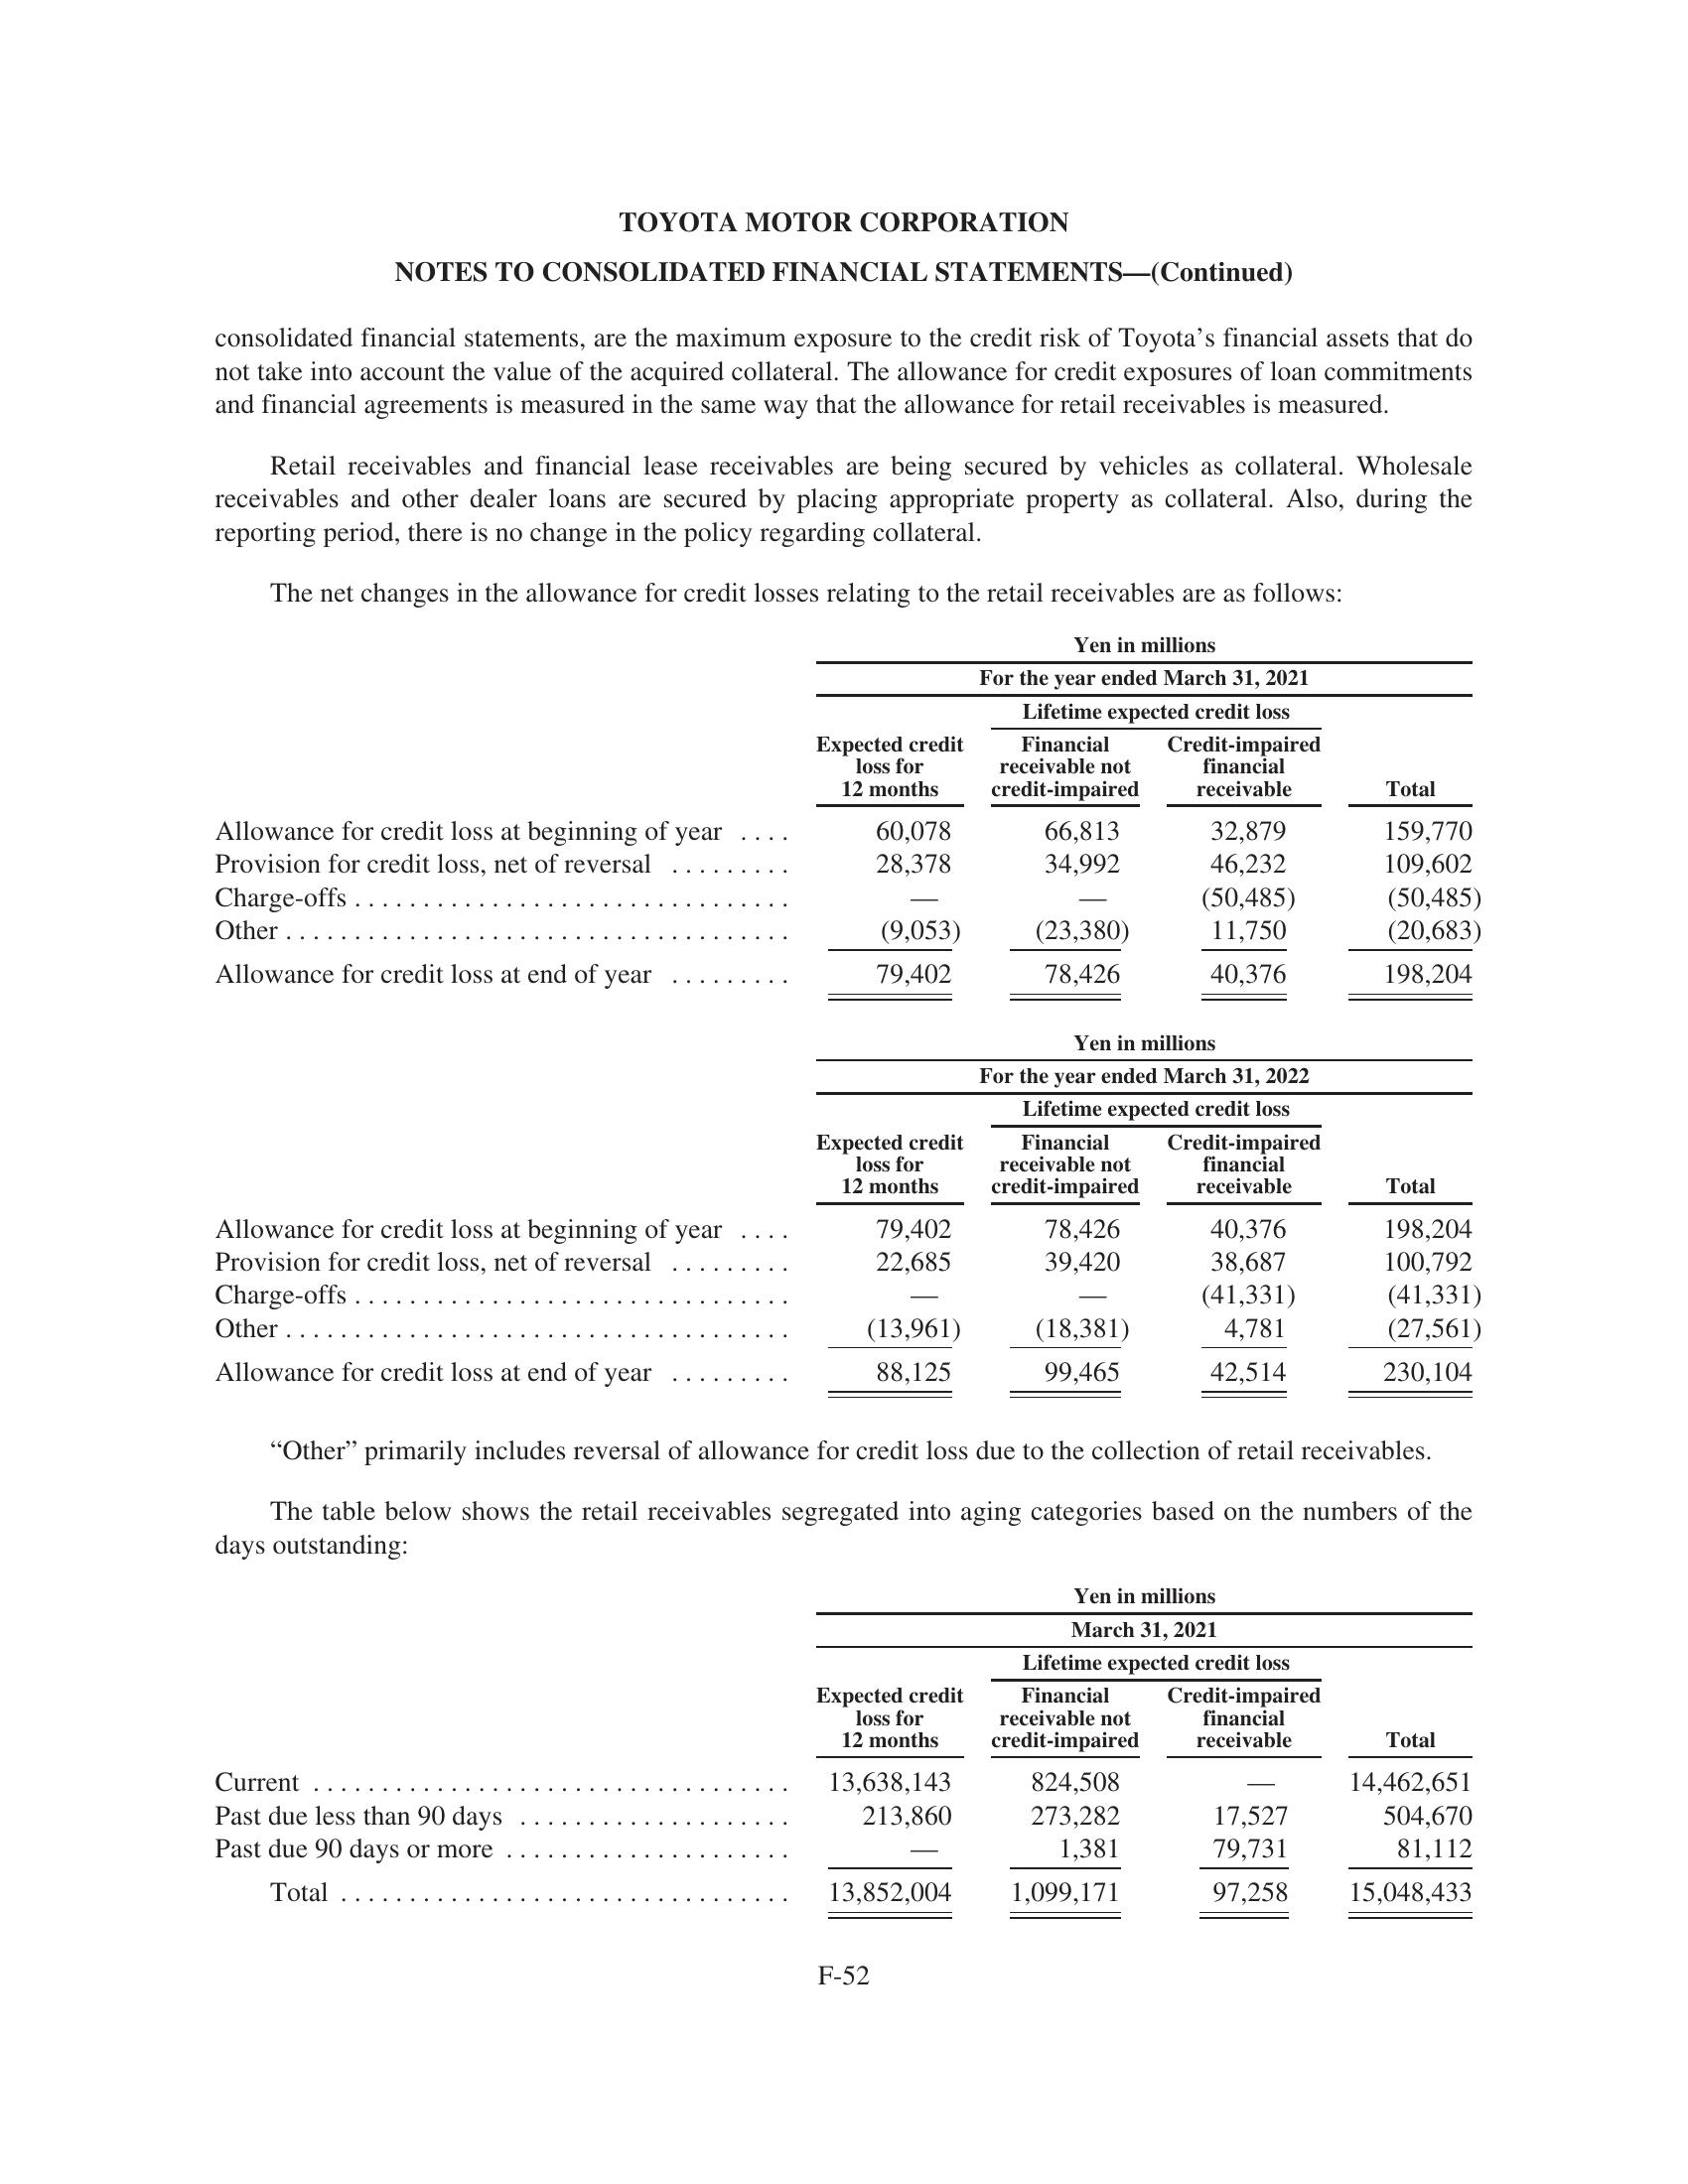 TOYOTA MOTOR CORPORATION
NOTES TO CONSOLIDATED FINANCIAL STATEMENTS—(Continued)
consolidated financial statements, are the maximum exposure to the credit risk of Toyota’s financial assets that do
not take into account the value of the acquired collateral. The allowance for credit exposures of loan commitments
and financial agreements is measured in the same way that the allowance for retail receivables is measured.
Retail receivables and financial lease receivables are being secured by vehicles as collateral. Wholesale
receivables and other dealer loans are secured by placing appropriate property as collateral. Also, during the
reporting period, there is no change in the policy regarding collateral.
The net changes in the allowance for credit losses relating to the retail receivables are as follows:
Yen in millions
For the year ended March 31, 2021
Lifetime expected credit loss
Expected credit Financial Credit-impaired
loss for receivable not financial
12 months credit-impaired receivable Total
Allowance for credit loss at beginning of year .... 60,078 66,813 32,879 159,770
Provision for credit loss, net of reversal ......... 28,378 34,992 46,232 109,602
Charge-offs ................................ — — (50,485) (50,485)
Other ..................................... (9,053) (23,380) 11,750 (20,683)
Allowance for credit loss at end of year ......... 79,402 78,426 40,376 198,204
Yen in millions
For the year ended March 31, 2022
Lifetime expected credit loss
Expected credit Financial Credit-impaired
loss for receivable not financial
12 months credit-impaired receivable Total
Allowance for credit loss at beginning of year .... 79,402 78,426 40,376 198,204
Provision for credit loss, net of reversal ......... 22,685 39,420 38,687 100,792
Charge-offs ................................ — — (41,331) (41,331)
Other ..................................... (13,961) (18,381) 4,781 (27,561)
Allowance for credit loss at end of year ......... 88,125 99,465 42,514 230,104
“Other” primarily includes reversal of allowance for credit loss due to the collection of retail receivables.
The table below shows the retail receivables segregated into aging categories based on the numbers of the
days outstanding:
Yen in millions
March 31, 2021
Lifetime expected credit loss
Expected credit Financial Credit-impaired
loss for receivable not financial
12 months credit-impaired receivable Total
Current ................................... 13,638,143 824,508 — 14,462,651
Past due less than 90 days .................... 213,860 273,282 17,527 504,670
Past due 90 days or more ..................... — 1,381 79,731 81,112
Total ................................. 13,852,004 1,099,171 97,258 15,048,433
F-52